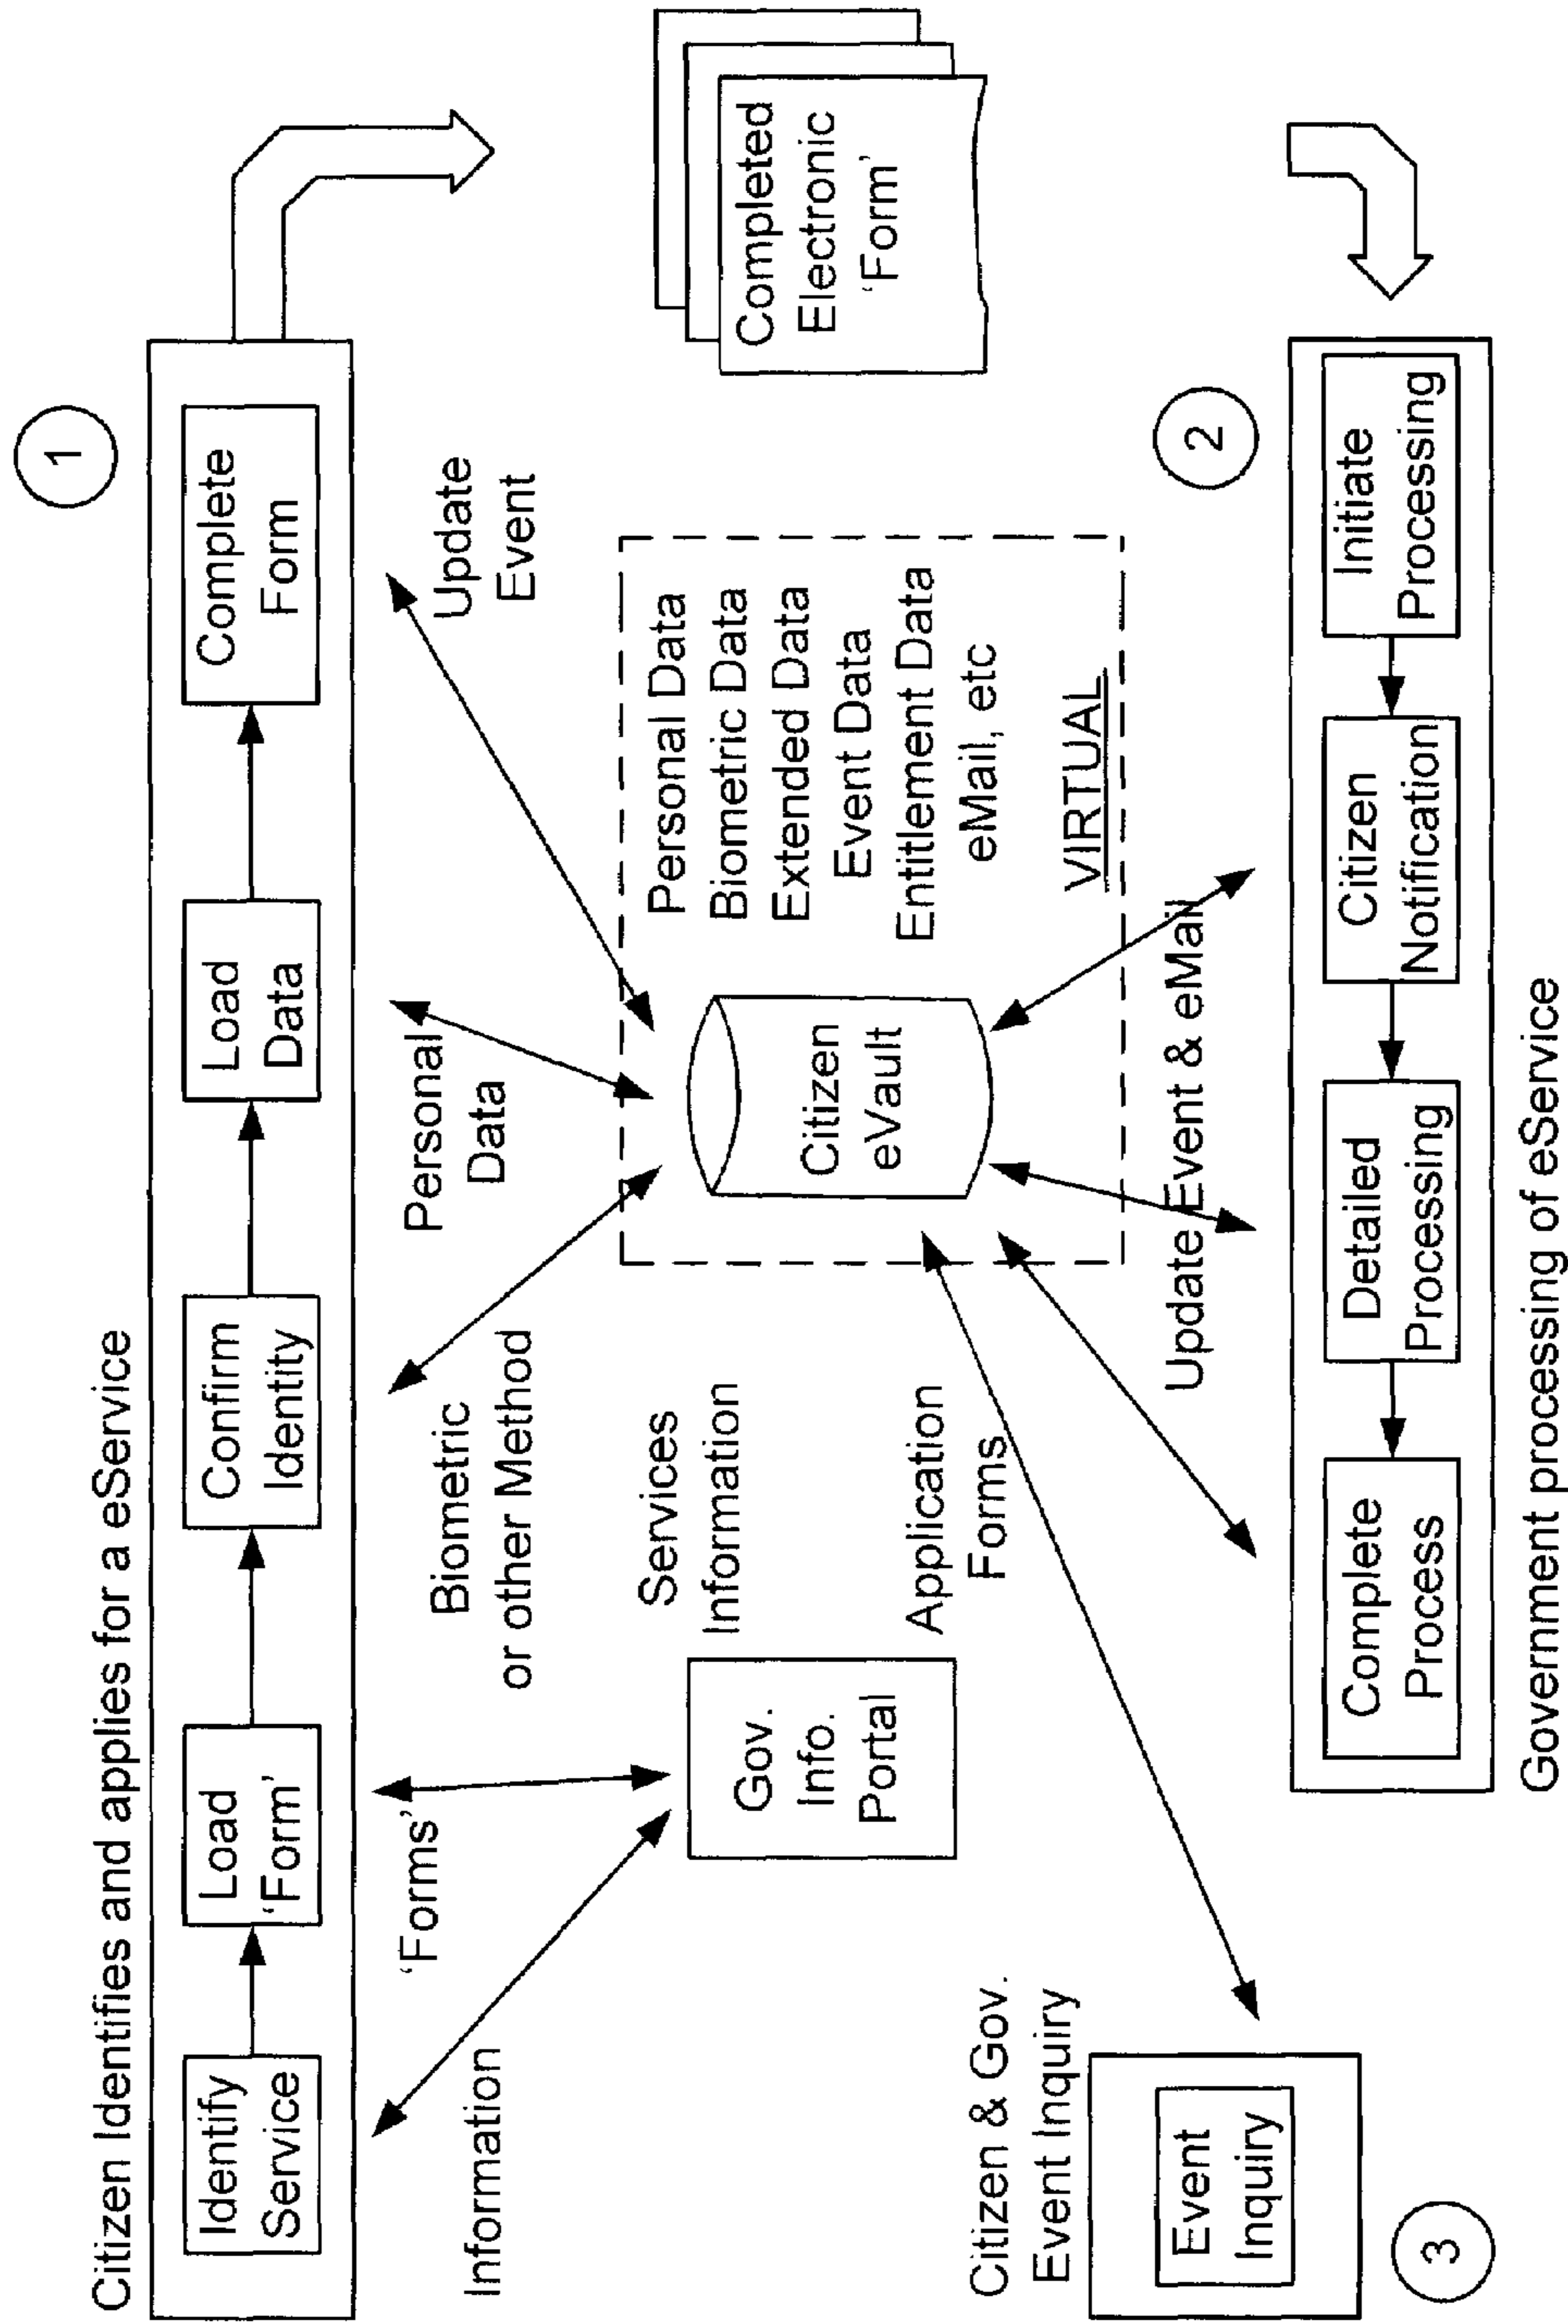 Citizen Identifies and applies for a eService
1
Identify
Service
Load
'Form'
Confirm
Identity
Load
Data
Complete
Form
Information
'Forms'
Biometric
or other Method
Personal
Data
Update
Event
Gov.
Info.
Portal
Services
Information
Application
Forms
Citizen
eVault
Personal Data
Biometric Data
Extended Data
Event Data
Entitlement Data
eMail, etc
VIRTUAL
Completed
Electronic
'Form'
Citizen & Gov.
Event Inquiry
Event
Inquiry
3
Update Event & eMail
2
Complete
Process
Detailed
Processing
Citizen
Notification
Initiate
Processing
Government processing of eService